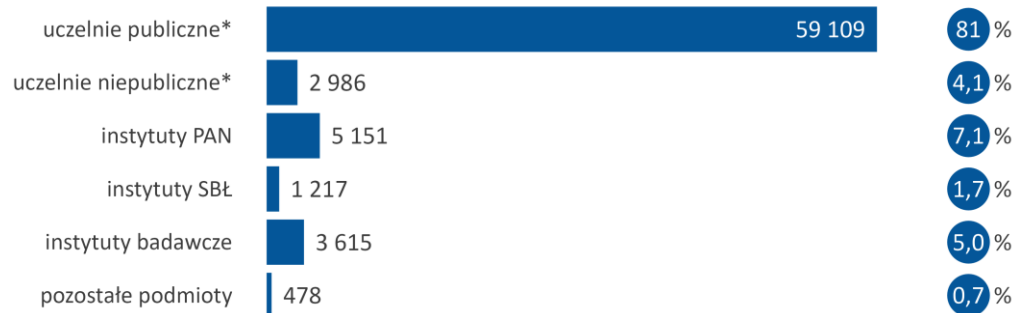 uczelnie publiczne* 59 109 81 %
uczelnie niepubliczne* 2 986 4,1 %
instytuty PAN 5 151 7,1 %
instytuty SBŁ 1 217 1,7 %
instytuty badawcze 3 615 5,0 %
pozostałe podmioty 478 0,7 %